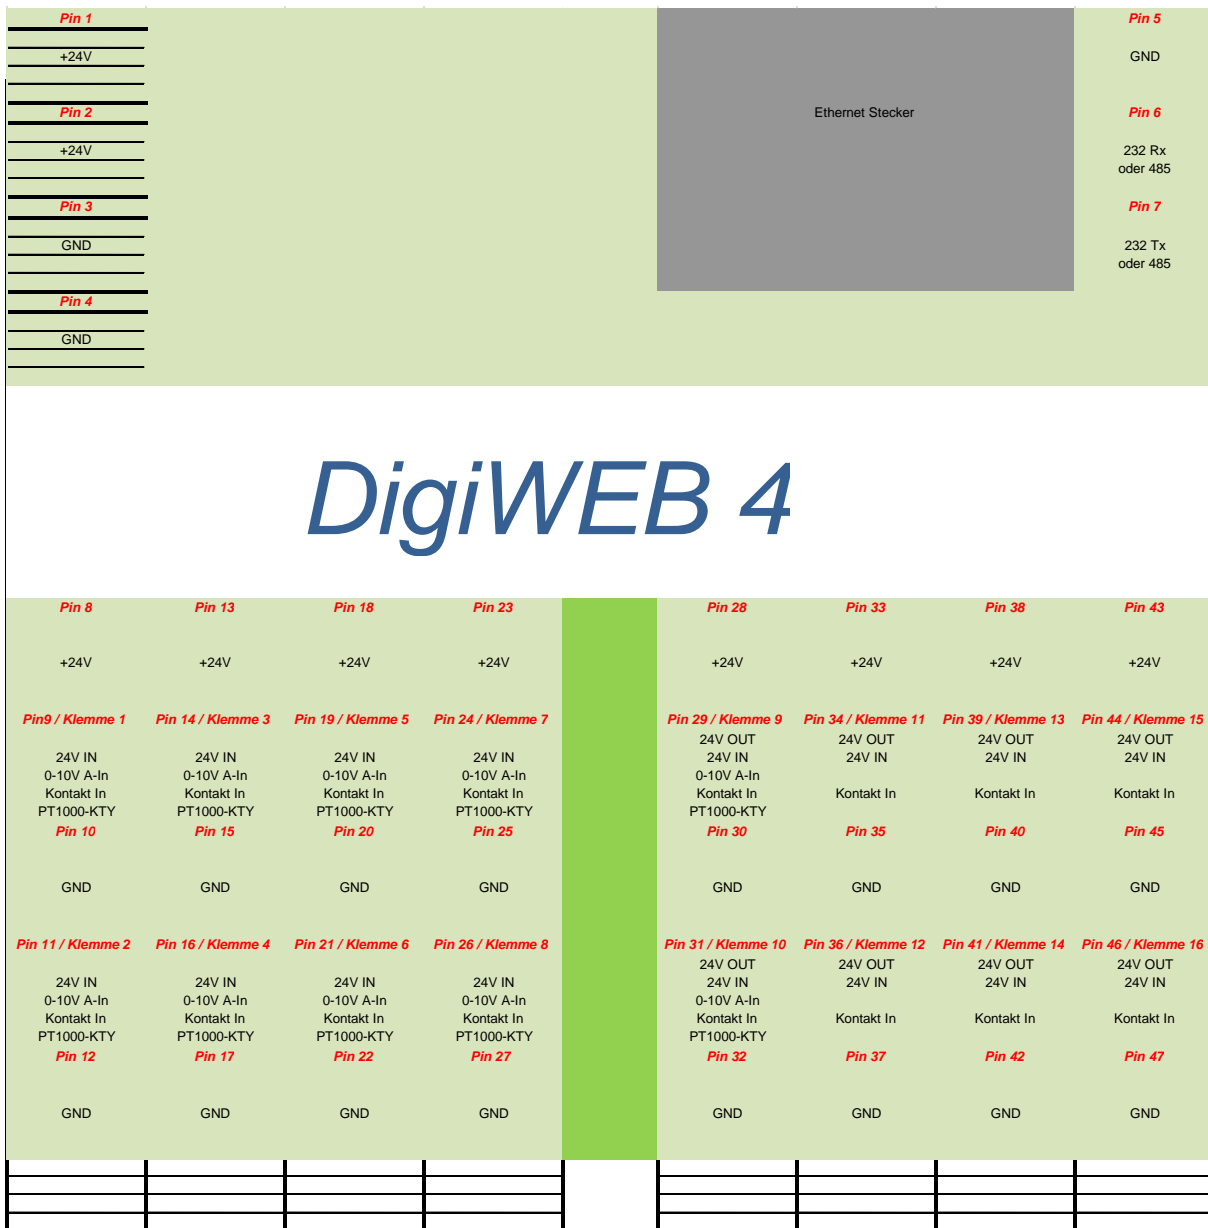 Pin 1 Pin 5
+24V GND
Pin 2 Ethernet Stecker Pin 6
+24V 232 Rx
oder 485
Pin 3 Pin 7
GND 232 Tx
oder 485
Pin 4
GND
DigiWEB 4
Pin 8 Pin 13 Pin 18 Pin 23 Pin 28 Pin 33 Pin 38 Pin 43
+24V +24V +24V +24V +24V +24V +24V +24V
Pin9 / Klemme 1 Pin 14 / Klemme 3 Pin 19 / Klemme 5 Pin 24 / Klemme 7 Pin 29 / Klemme 9 Pin 34 / Klemme 11 Pin 39 / Klemme 13 Pin 44 / Klemme 15
24V OUT 24V OUT 24V OUT 24V OUT
24V IN 24V IN 24V IN 24V IN 24V IN 24V IN 24V IN 24V IN
0-10V A-In 0-10V A-In 0-10V A-In 0-10V A-In 0-10V A-In
Kontakt In Kontakt In Kontakt In Kontakt In Kontakt In Kontakt In Kontakt In Kontakt In
PT1000-KTY PT1000-KTY PT1000-KTY PT1000-KTY PT1000-KTY
Pin 10 Pin 15 Pin 20 Pin 25 Pin 30 Pin 35 Pin 40 Pin 45
GND GND GND GND GND GND GND GND
Pin 11 / Klemme 2 Pin 16 / Klemme 4 Pin 21 / Klemme 6 Pin 26 / Klemme 8 Pin 31 / Klemme 10 Pin 36 / Klemme 12 Pin 41 / Klemme 14 Pin 46 / Klemme 16
24V OUT 24V OUT 24V OUT 24V OUT
24V IN 24V IN 24V IN 24V IN 24V IN 24V IN 24V IN 24V IN
0-10V A-In 0-10V A-In 0-10V A-In 0-10V A-In 0-10V A-In
Kontakt In Kontakt In Kontakt In Kontakt In Kontakt In Kontakt In Kontakt In Kontakt In
PT1000-KTY PT1000-KTY PT1000-KTY PT1000-KTY PT1000-KTY
Pin 12 Pin 17 Pin 22 Pin 27 Pin 32 Pin 37 Pin 42 Pin 47
GND GND GND GND GND GND GND GND